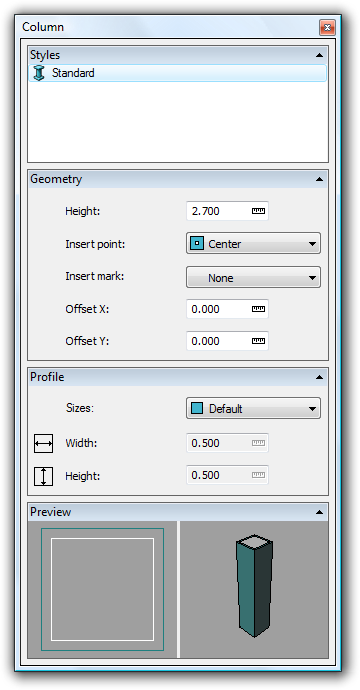 Column
Styles
Standard
Geometry
Height: 2.700
Insert point: Center
Insert mark: None
Offset X: 0.000
Offset Y: 0.000
Profile
Sizes: Default
Width: 0.500
Height: 0.500
Preview